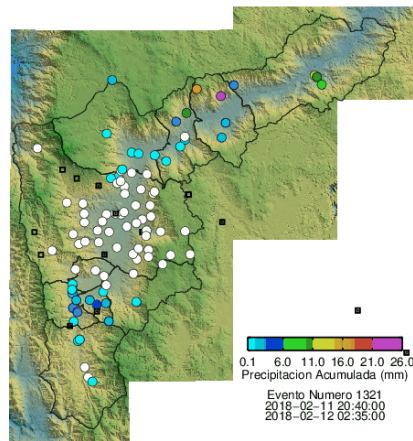 0.1 6.0 11.0 16.0 21.0 26.0
Precipitacion Acumulada (mm)
Evento Numero 1321
2018-02-11 20:40:00
2018-02-12 02:35:00